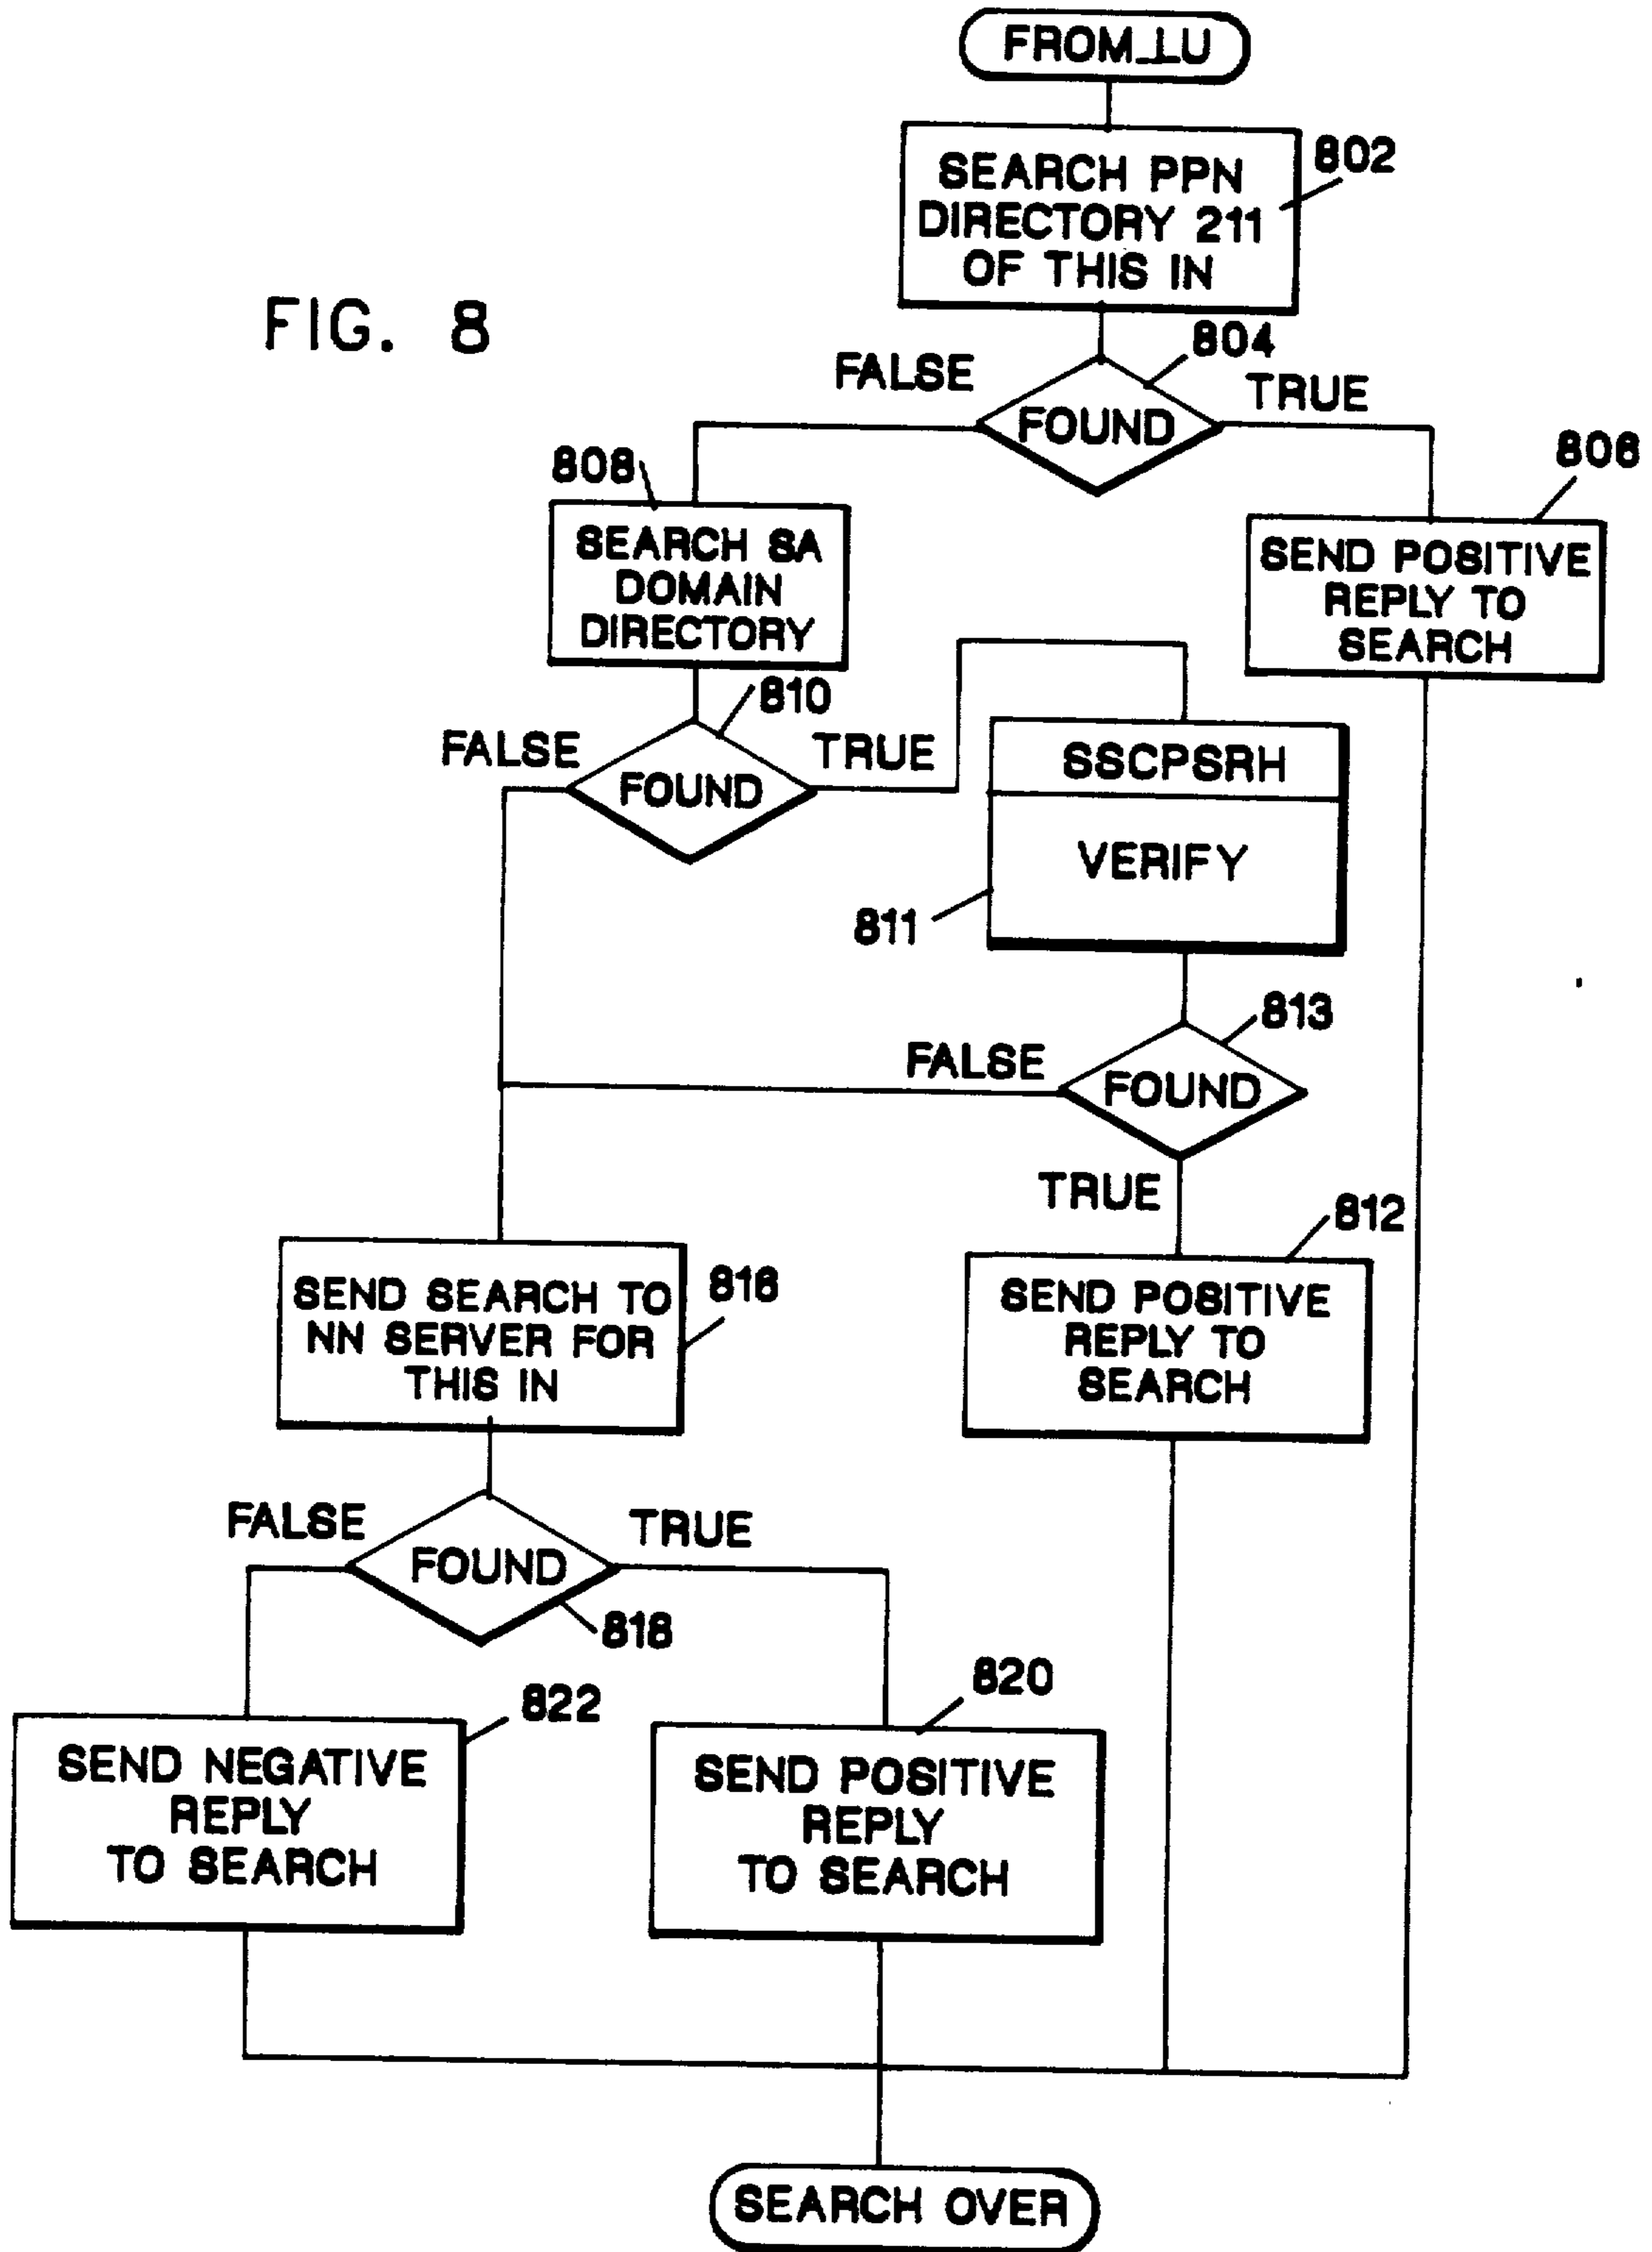 FROM_LU
SEARCH PPN
DIRECTORY 211
OF THIS IN
802
FIG. 8
804
FALSE
TRUE
FOUND
806
808
SEARCH SA
DOMAIN
DIRECTORY
SEND POSITIVE
REPLY TO
SEARCH
810
FALSE
TRUE
FOUND
SSCPSRH
VERIFY
811
813
FALSE
FOUND
TRUE
812
SEND SEARCH TO
NN SERVER FOR
THIS IN
816
SEND POSITIVE
REPLY TO
SEARCH
FALSE
TRUE
FOUND
818
822
820
SEND NEGATIVE
REPLY
TO SEARCH
SEND POSITIVE
REPLY
TO SEARCH
SEARCH OVER